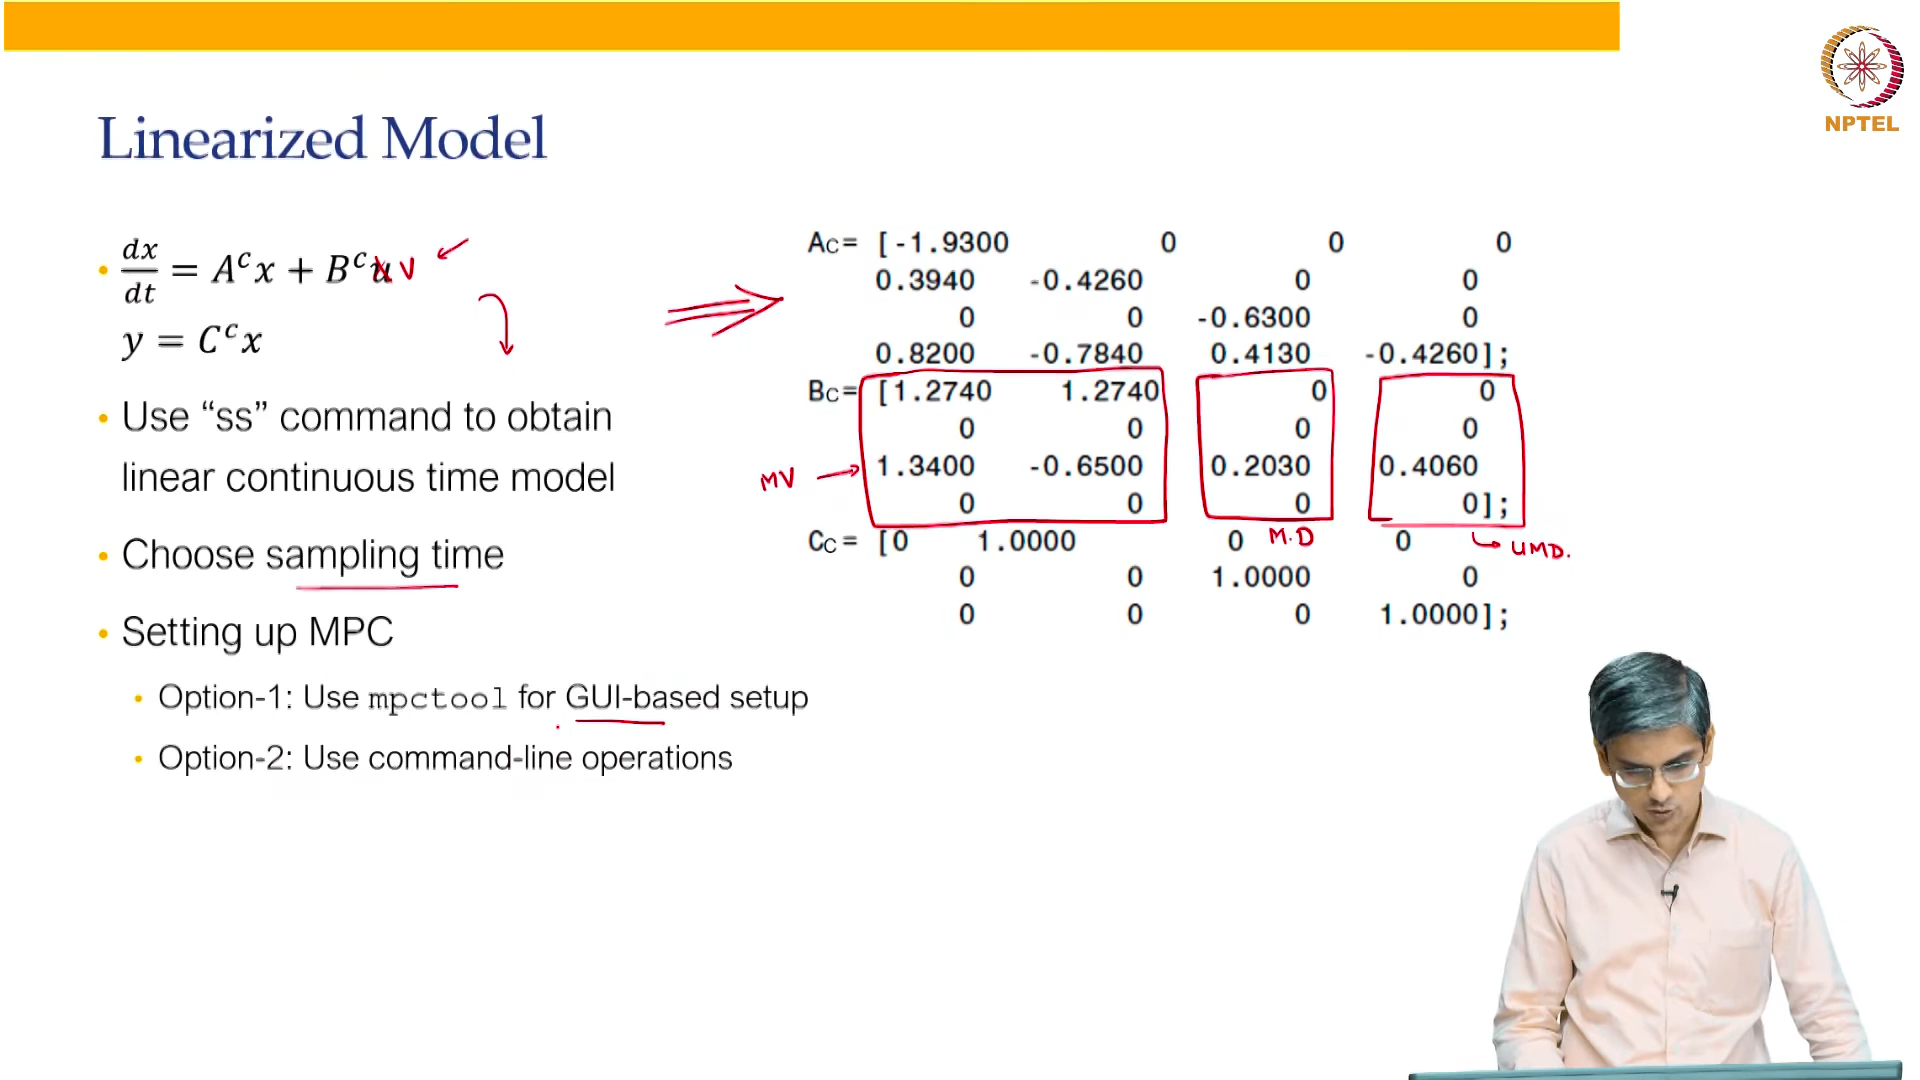 NPTEL
Linearized Model
• dx/dt = Aᶜx + Bᶜu v
y = Cᶜx
• Use “ss” command to obtain
linear continuous time model
• Choose sampling time
• Setting up MPC
• Option-1: Use mpctool for GUI-based setup
• Option-2: Use command-line operations
Ac= [-1.9300 0 0 0
0.3940 -0.4260 0 0
0 0 -0.6300 0
0.8200 -0.7840 0.4130 -0.4260];
Bc= [1.2740 1.2740 0 0
0 0 0 0
MV 1.3400 -0.6500 0.2030 0.4060
0 0 0 0];
Cc= [0 1.0000 0 0
M.D UMD.
0 0 1.0000 0
0 0 0 1.0000];